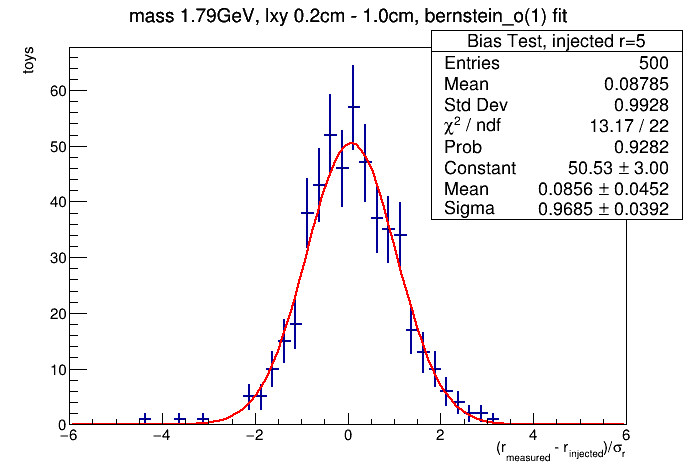 mass 1.79GeV, lxy 0.2cm - 1.0cm, bernstein_o(1) fit
toys
Bias Test, injected r=5
Entries 500
Mean 0.08785
Std Dev 0.9928
χ² / ndf 13.17 / 22
Prob 0.9282
Constant 50.53 ± 3.00
Mean 0.0856 ± 0.0452
Sigma 0.9685 ± 0.0392
60
50
40
30
20
10
0
−6 −4 −2 0 2 4 6
(r_measured - r_injected)/σ_r